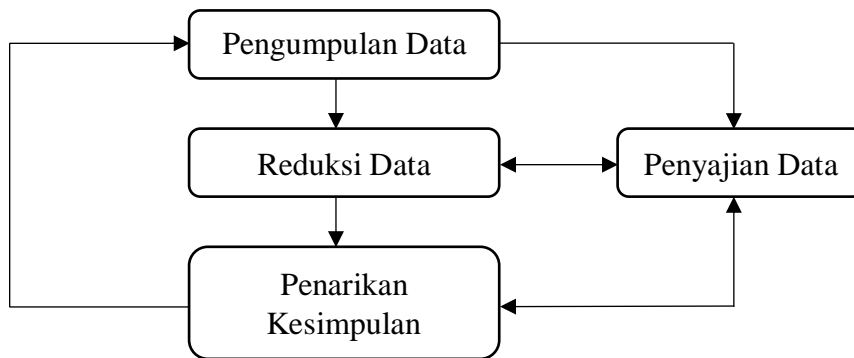 Pengumpulan Data
Reduksi Data
Penyajian Data
Penarikan
Kesimpulan